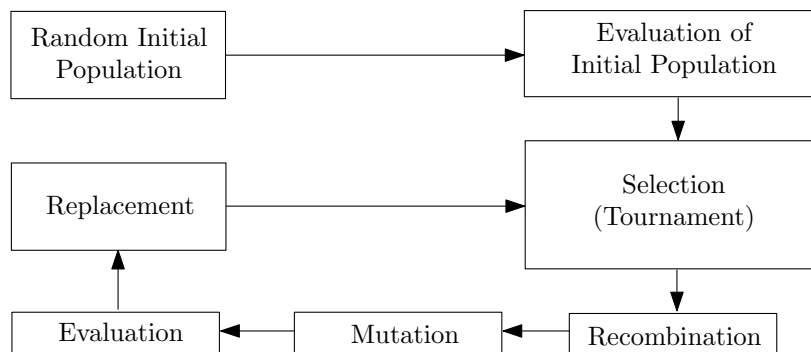 Random Initial
Population
Evaluation of
Initial Population
Replacement
Selection
(Tournament)
Evaluation
Mutation
Recombination